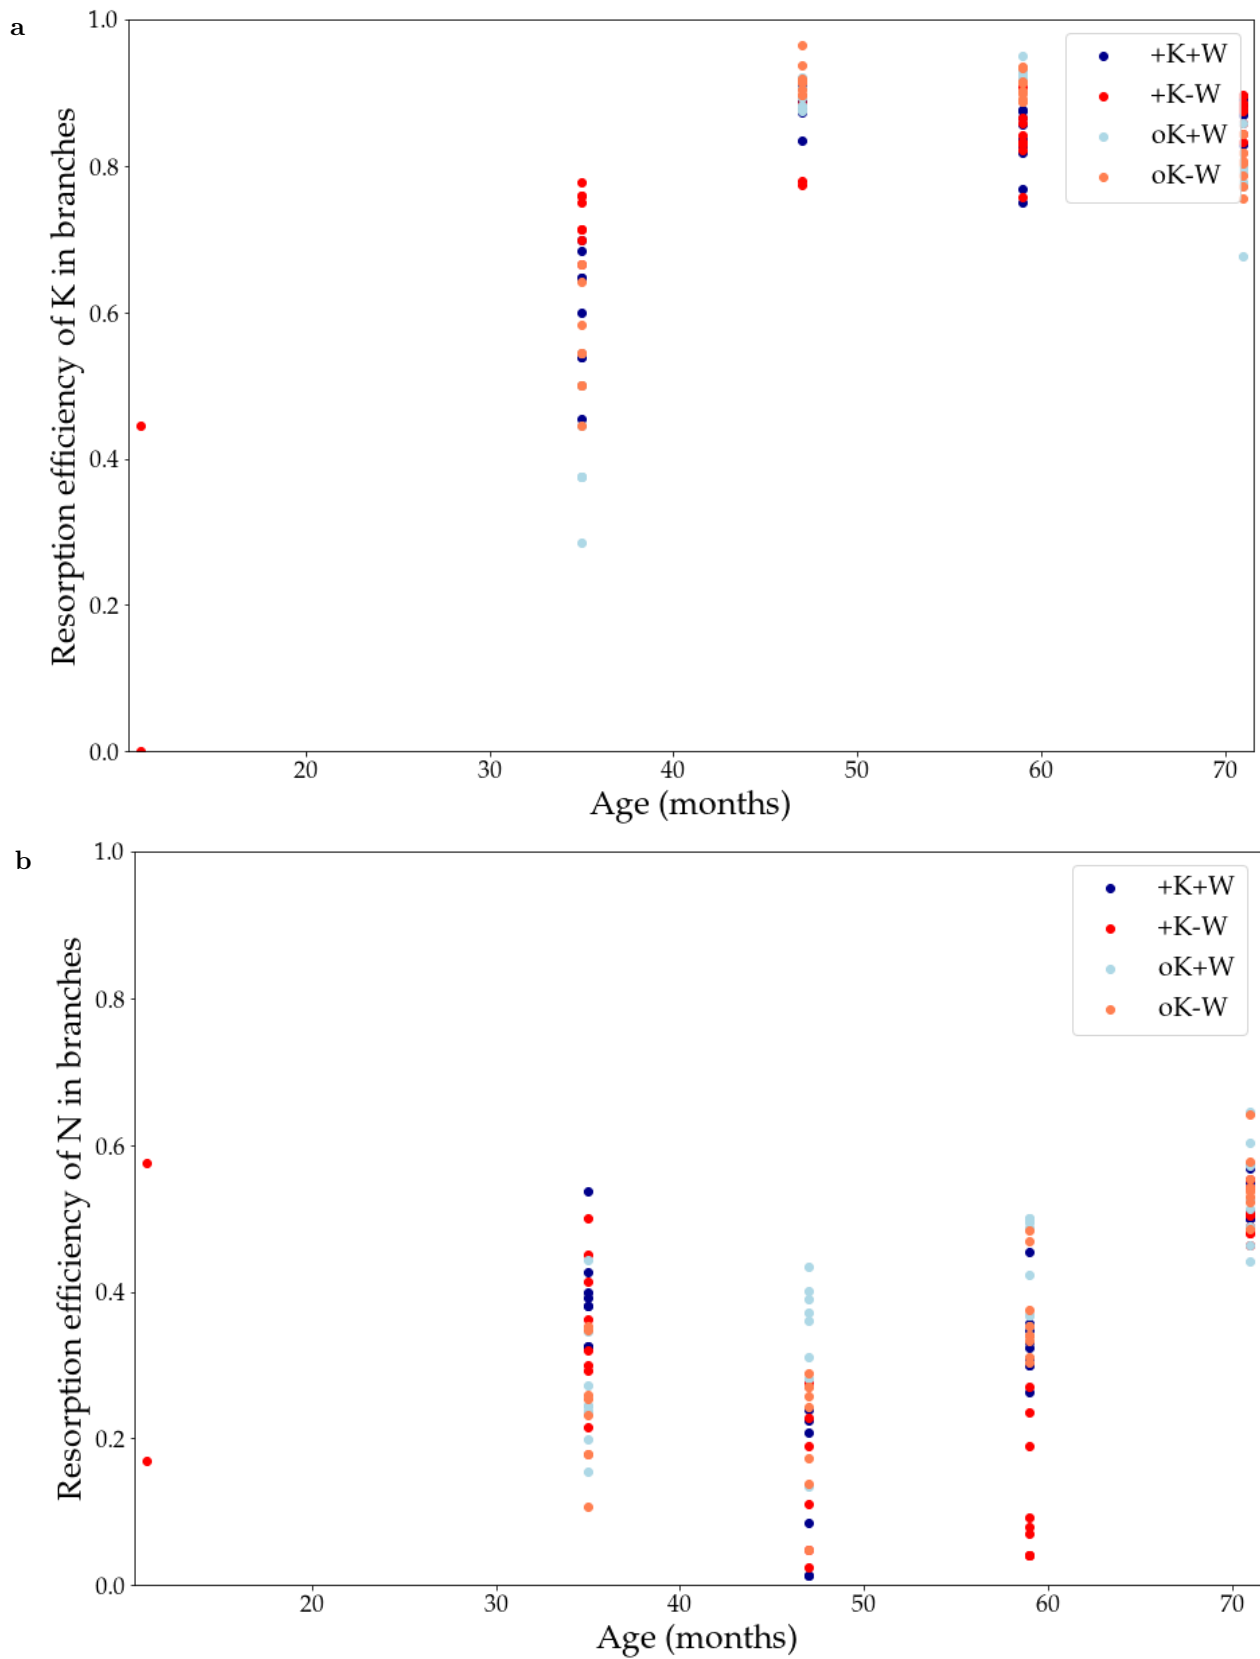 a
1.0
0.8
0.6
0.4
0.2
0.0
Resorption efficiency of K in branches
+K+W
+K-W
oK+W
oK-W
20 30 40 50 60 70
Age (months)
b
1.0
0.8
0.6
0.4
0.2
0.0
Resorption efficiency of N in branches
+K+W
+K-W
oK+W
oK-W
20 30 40 50 60 70
Age (months)